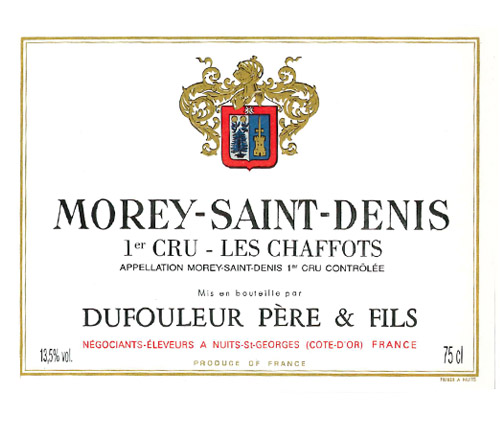 MOREY-SAINT-DENIS
1er CRU - LES CHAFFOTS
APPELLATION MOREY-SAINT-DENIS 1er CRU CONTRÔLÉE
Mis en bouteille par
DUFOULEUR PÈRE & FILS
NÉGOCIANTS-ÉLEVEURS A NUITS-St-GEORGES (COTE-D'OR) FRANCE
13,5% vol.
75 cl
PRODUCE OF FRANCE